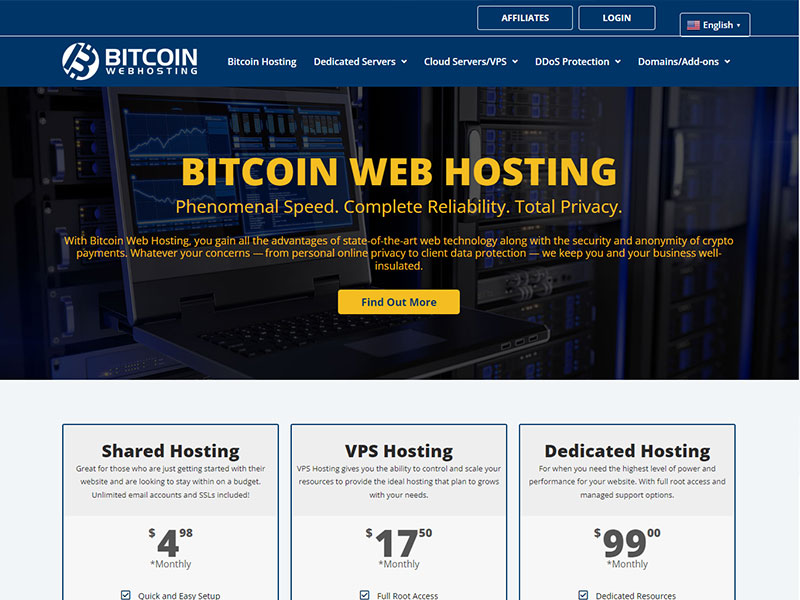 AFFILIATES
LOGIN
English
BITCOIN
WEBHOSTING
Bitcoin Hosting
Dedicated Servers
Cloud Servers/VPS
DDoS Protection
Domains/Add-ons
BITCOIN WEB HOSTING
Phenomenal Speed. Complete Reliability. Total Privacy.
With Bitcoin Web Hosting, you gain all the advantages of state-of-the-art web technology along with the security and anonymity of crypto
payments. Whatever your concerns — from personal online privacy to client data protection — we keep you and your business well-
insulated.
Find Out More
Shared Hosting
Great for those who are just getting started with their
website and are looking to stay within on a budget.
Unlimited email accounts and SSLs included!
$4.98
*Monthly
Quick and Easy Setup
VPS Hosting
VPS Hosting gives you the ability to control and scale your
resources to provide the ideal hosting that plan to grows
with your needs.
$17.50
*Monthly
Full Root Access
Dedicated Hosting
For when you need the highest level of power and
performance for your website. With full root access and
managed support options.
$99.00
*Monthly
Dedicated Resources